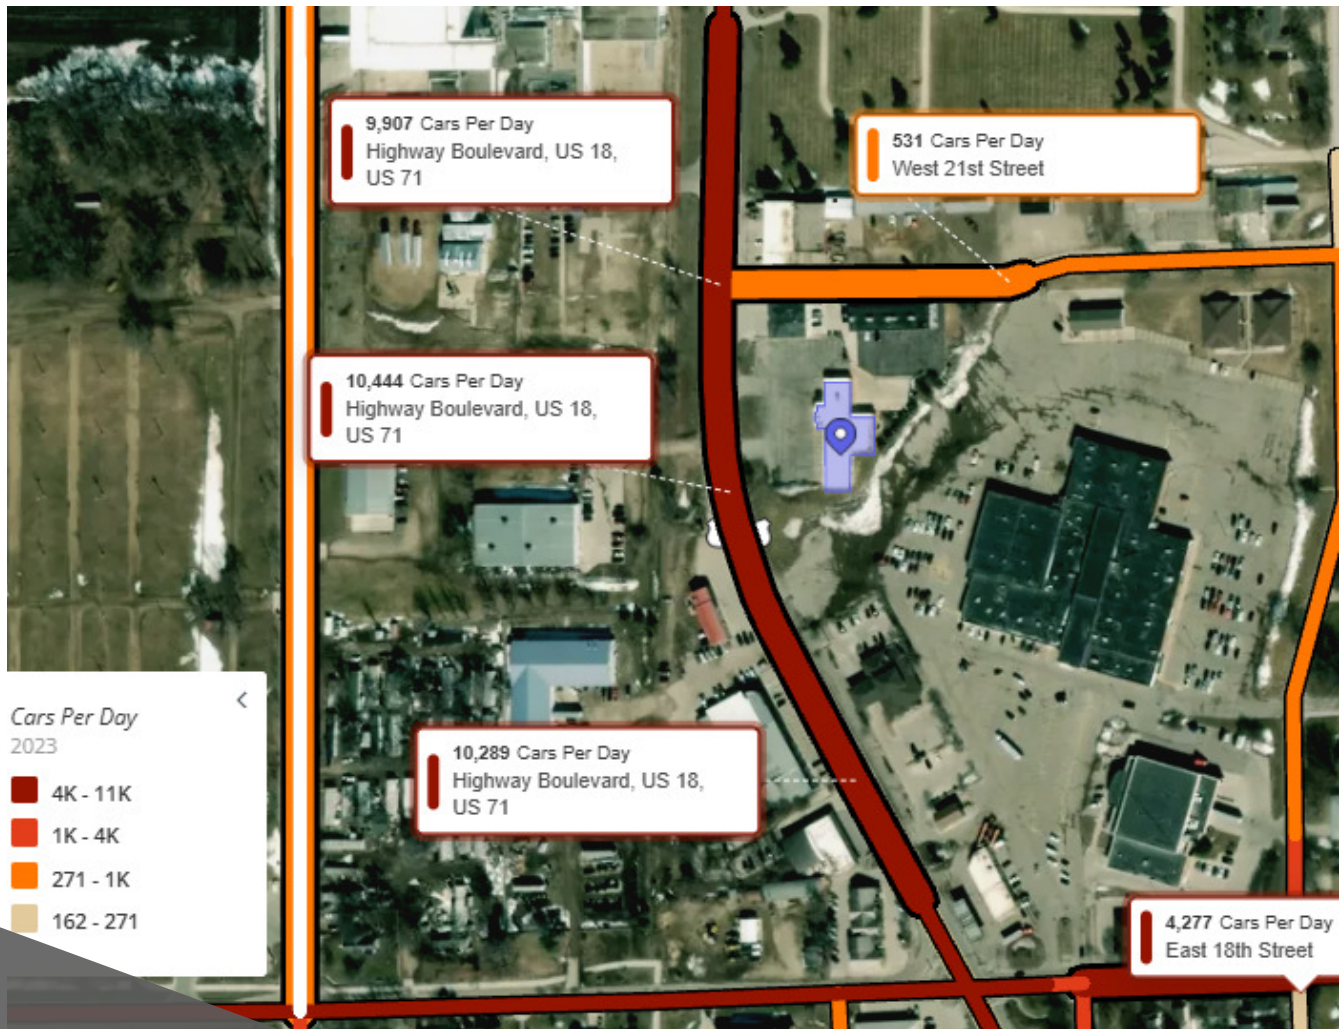 9,907 Cars Per Day
Highway Boulevard, US 18,
US 71
531 Cars Per Day
West 21st Street
10,444 Cars Per Day
Highway Boulevard, US 18,
US 71
10,289 Cars Per Day
Highway Boulevard, US 18,
US 71
Cars Per Day
2023
4K - 11K
1K - 4K
271 - 1K
162 - 271
4,277 Cars Per Day
East 18th Street